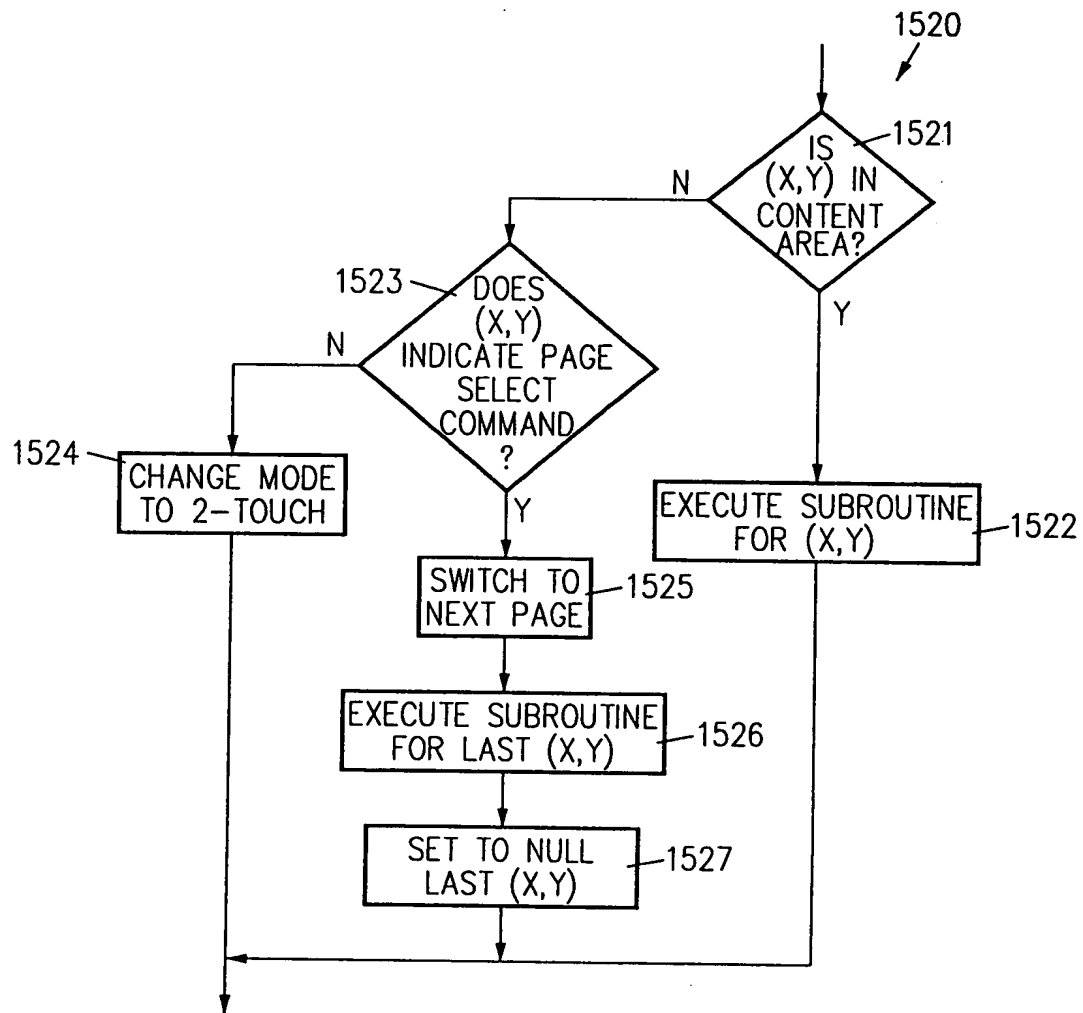 1520
1521
IS
(X,Y) IN
CONTENT
AREA?
N
Y
1523
DOES
(X,Y)
INDICATE PAGE
SELECT
COMMAND
?
N
Y
1524
CHANGE MODE
TO 2-TOUCH
EXECUTE SUBROUTINE
FOR (X,Y)
1522
SWITCH TO
NEXT PAGE
1525
EXECUTE SUBROUTINE
FOR LAST (X,Y)
1526
SET TO NULL
LAST (X,Y)
1527